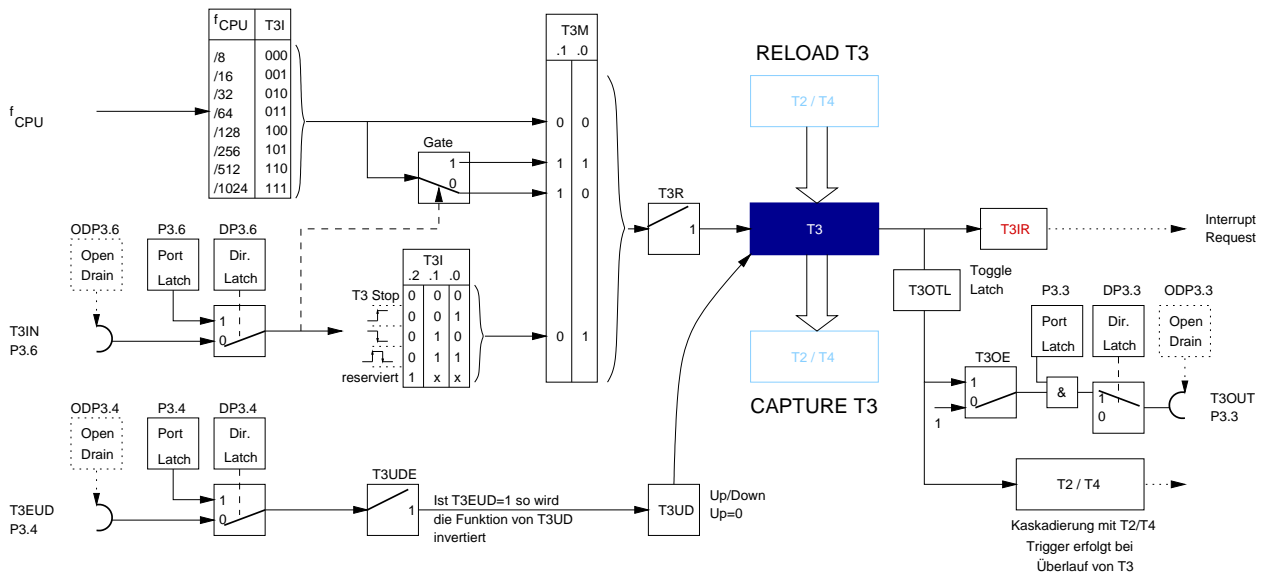 fCPU
fCPU T3I
/8 000
/16 001
/32 010
/64 011
/128 100
/256 101
/512 110
/1024 111
Gate
1
0
T3M
.1 .0
0 0
1 1
1 0
0 1
RELOAD T3
T2 / T4
T3R
1
T3
T3IR
Interrupt
Request
T2 / T4
CAPTURE T3
ODP3.6
Open
Drain
P3.6
Port
Latch
DP3.6
Dir.
Latch
T3IN
P3.6
1
0
T3I
.2 .1 .0
T3 Stop 0 0 0
0 0 1
0 1 0
0 1 1
reserviert 1 x x
T3OTL
Toggle
Latch
P3.3
Port
Latch
DP3.3
Dir.
Latch
ODP3.3
Open
Drain
T3OE
1
0
1
&
1
0
T3OUT
P3.3
ODP3.4
Open
Drain
P3.4
Port
Latch
DP3.4
Dir.
Latch
T3EUD
P3.4
1
0
T3UDE
1
Ist T3EUD=1 so wird
die Funktion von T3UD
invertiert
T3UD
Up/Down
Up=0
T2 / T4
Kaskadierung mit T2/T4
Trigger erfolgt bei
Überlauf von T3